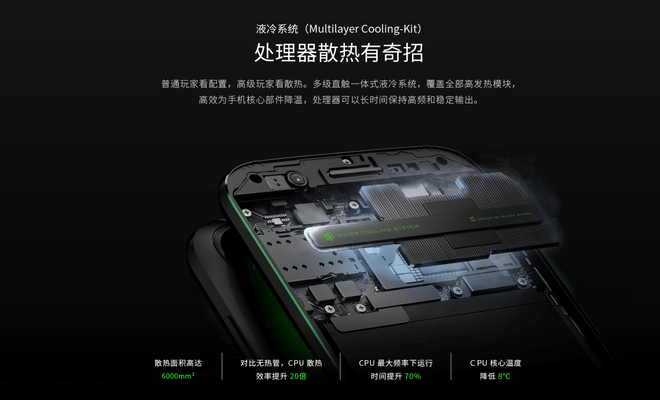 液冷系统（Multilayer Cooling-Kit）
处理器散热有奇招
普通玩家看配置，高级玩家看散热。多级直触一体式液冷系统，覆盖全部高发热模块，
高效为手机核心部件降温，处理器可以长时间保持高频和稳定输出。
WATER COOLING SYSTEM
DESIGN BY BLACK SHARK
散热面积高达
6000mm²
对比无热管，CPU 散热
效率提升 20倍
CPU 最大频率下运行
时间提升 70%
CPU 核心温度
降低 8℃